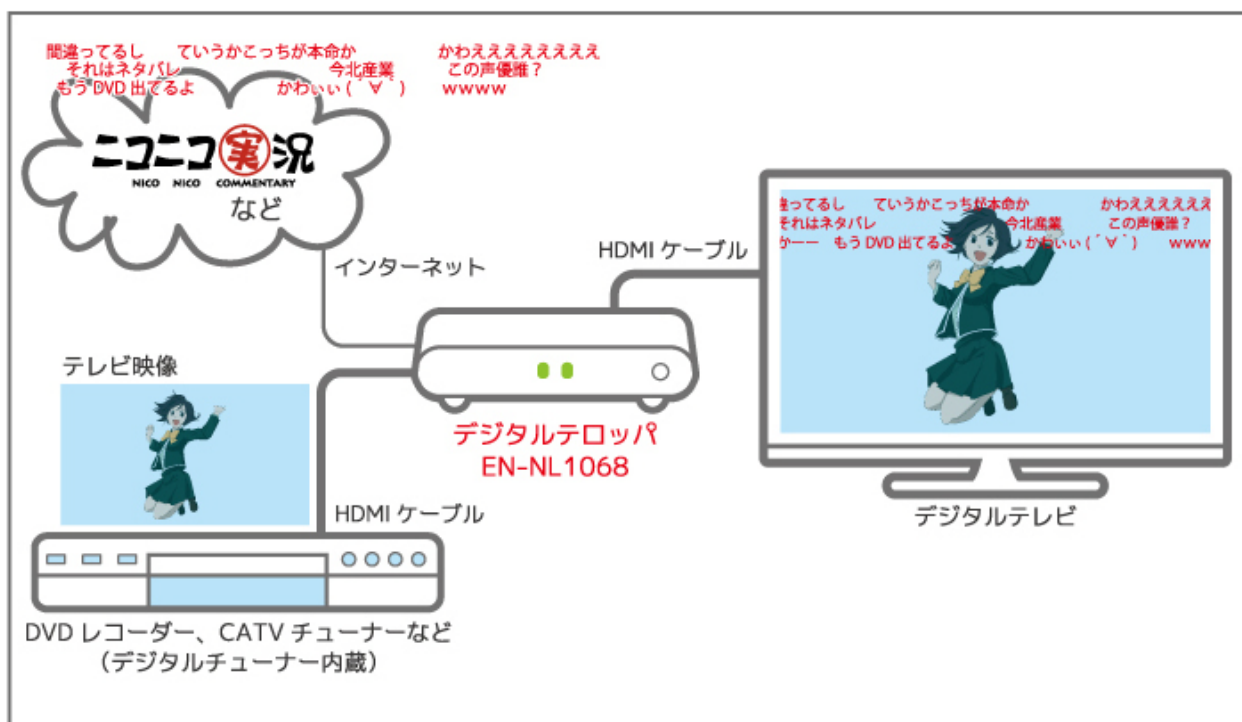 間違ってるし ていうかこっちが本命か かわええええええええ
それはネタバレ 今北産業 この声優誰？
もう DVD 出てるよ かわいぃ ( ´ ∀ ` ) wwww
ニコニコ実況
NICO NICO COMMENTARY
など
インターネット
HDMI ケーブル
違ってるし ていうかこっちが本命か かわええええええ
それはネタバレ 今北産業 この声優誰？
かーー もう DVD 出てるよ かわいぃ ( ´ ∀ ` ) www
テレビ映像
デジタルテロッパ
EN-NL1068
HDMI ケーブル
デジタルテレビ
DVD レコーダー、CATV チューナーなど
（デジタルチューナー内蔵）